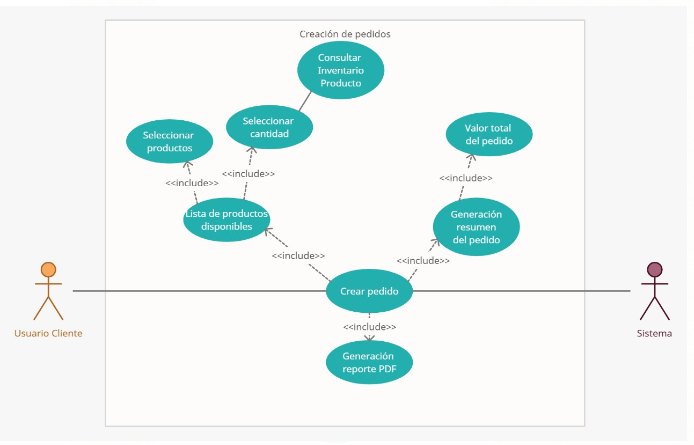 Creación de pedidos
Consultar
Inventario
Producto
Seleccionar
cantidad
Seleccionar
productos
Valor total
del pedido
<<include>>
<<include>>
<<include>>
Lista de productos
disponibles
Generación
resumen
del pedido
<<include>>
<<include>>
Crear pedido
<<include>>
Usuario Cliente
Sistema
Generación
reporte PDF